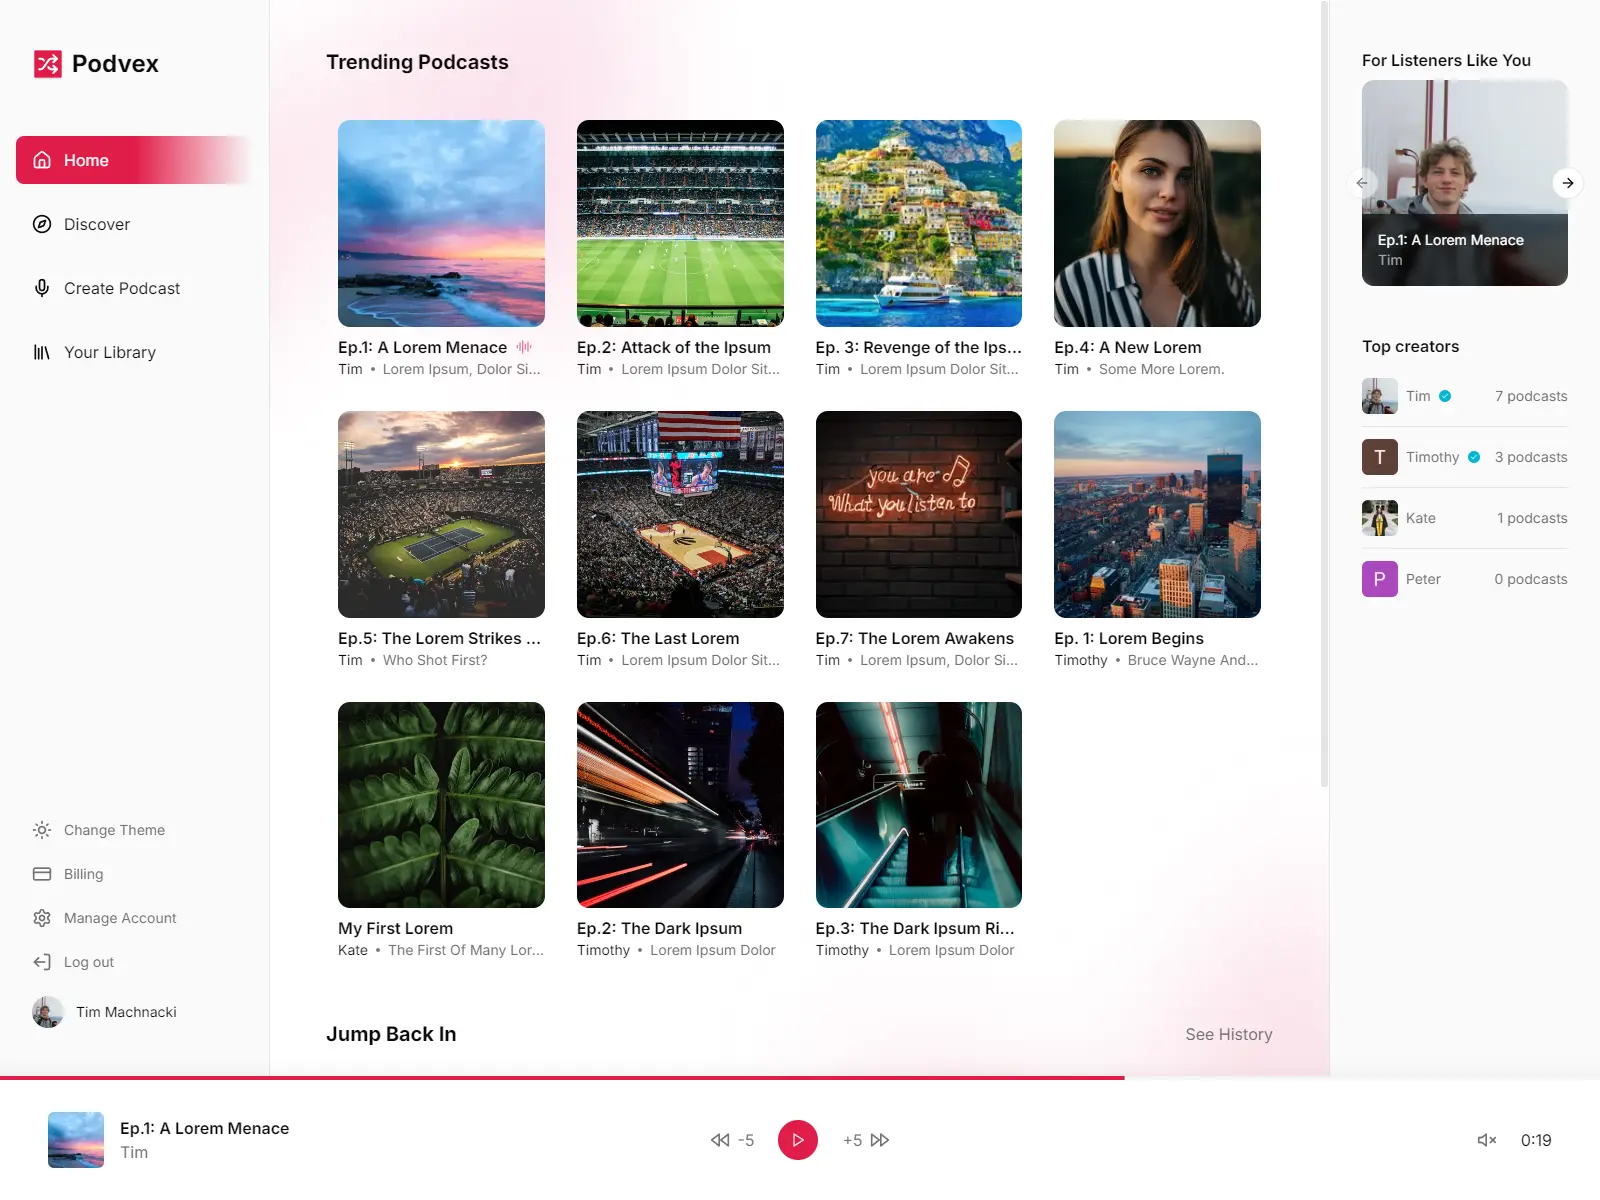 Podvex
Home
Discover
Create Podcast
Your Library
Change Theme
Billing
Manage Account
Log out
Tim Machnacki
Trending Podcasts
Ep.1: A Lorem Menace
Tim • Lorem Ipsum, Dolor Si...
Ep.2: Attack of the Ipsum
Tim • Lorem Ipsum Dolor Sit...
Ep. 3: Revenge of the Ips...
Tim • Lorem Ipsum Dolor Sit...
Ep.4: A New Lorem
Tim • Some More Lorem.
you are
What you listen to
Ep.5: The Lorem Strikes ...
Tim • Who Shot First?
Ep.6: The Last Lorem
Tim • Lorem Ipsum Dolor Sit...
Ep.7: The Lorem Awakens
Tim • Lorem Ipsum, Dolor Si...
Ep. 1: Lorem Begins
Timothy • Bruce Wayne And...
My First Lorem
Kate • The First Of Many Lor...
Ep.2: The Dark Ipsum
Timothy • Lorem Ipsum Dolor
Ep.3: The Dark Ipsum Ri...
Timothy • Lorem Ipsum Dolor
Jump Back In
See History
For Listeners Like You
Ep.1: A Lorem Menace
Tim
Top creators
Tim 7 podcasts
T Timothy 3 podcasts
Kate 1 podcasts
P Peter 0 podcasts
Ep.1: A Lorem Menace
Tim
-5
+5
0:19